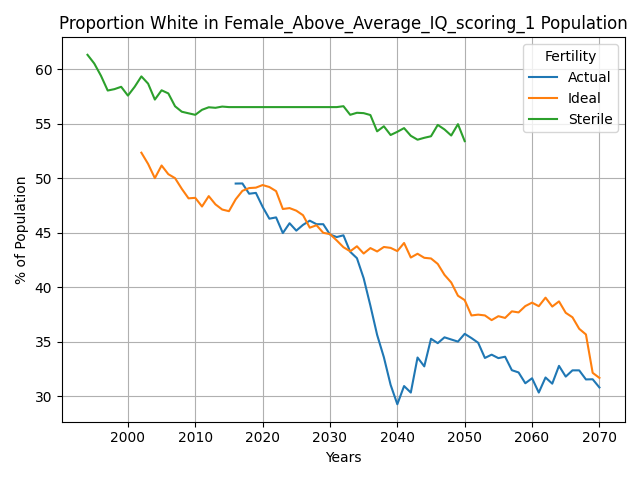 Proportion White in Female_Above_Average_IQ_scoring_1 Population
Fertility
Actual
Ideal
Sterile
% of Population
60
55
50
45
40
35
30
2000
2010
2020
2030
2040
2050
2060
2070
Years